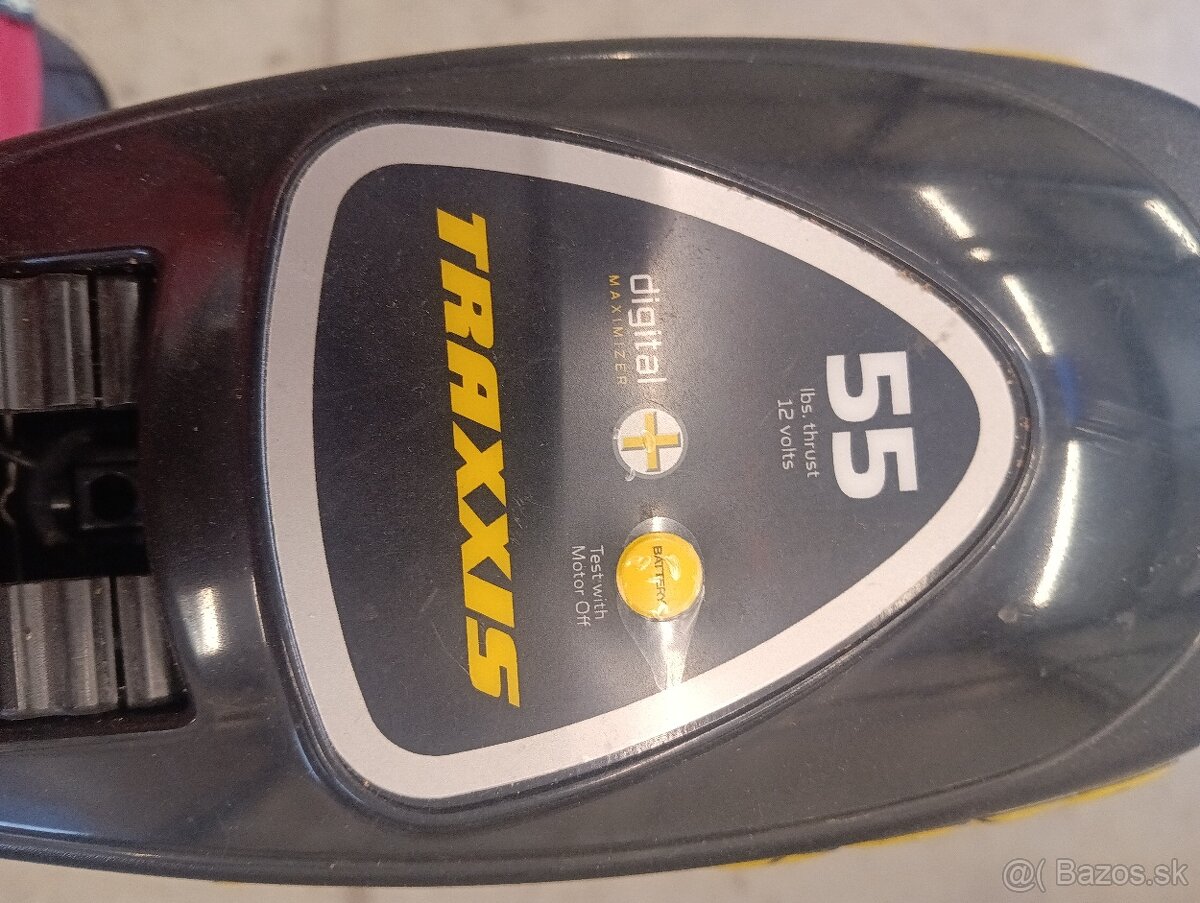 55
lbs. thrust
12 volts
digital
MAXIMIZER
BATTERY
Test with
Motor Off
TRAXXIS
@( Bazos.sk